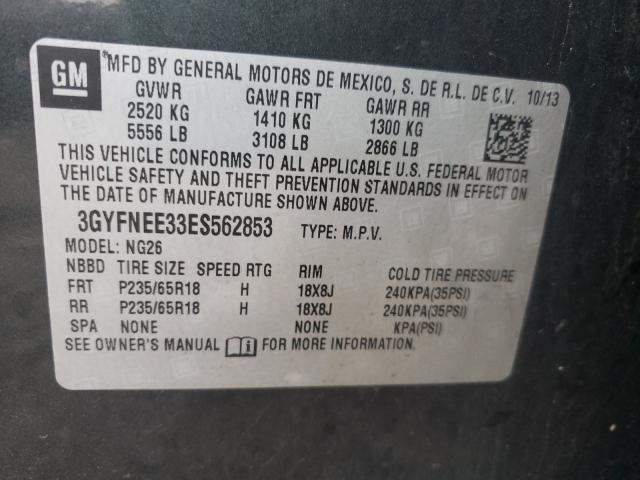 GM
MFD BY GENERAL MOTORS DE MEXICO, S. DE R.L. DE C.V. 10/13
GVWR GAWR FRT GAWR RR
2520 KG 1410 KG 1300 KG
5556 LB 3108 LB 2866 LB
THIS VEHICLE CONFORMS TO ALL APPLICABLE U.S. FEDERAL MOTOR
VEHICLE SAFETY AND THEFT PREVENTION STANDARDS IN EFFECT ON
THE DATE OF MANUFACTURE SHOWN ABOVE.
3GYFNEE33ES562853 TYPE: M.P.V.
MODEL: NG26
NBBD TIRE SIZE SPEED RTG RIM COLD TIRE PRESSURE
FRT P235/65R18 H 18X8J 240KPA(35PSI)
RR P235/65R18 H 18X8J 240KPA(35PSI)
SPA NONE NONE KPA(PSI)
SEE OWNER'S MANUAL FOR MORE INFORMATION.